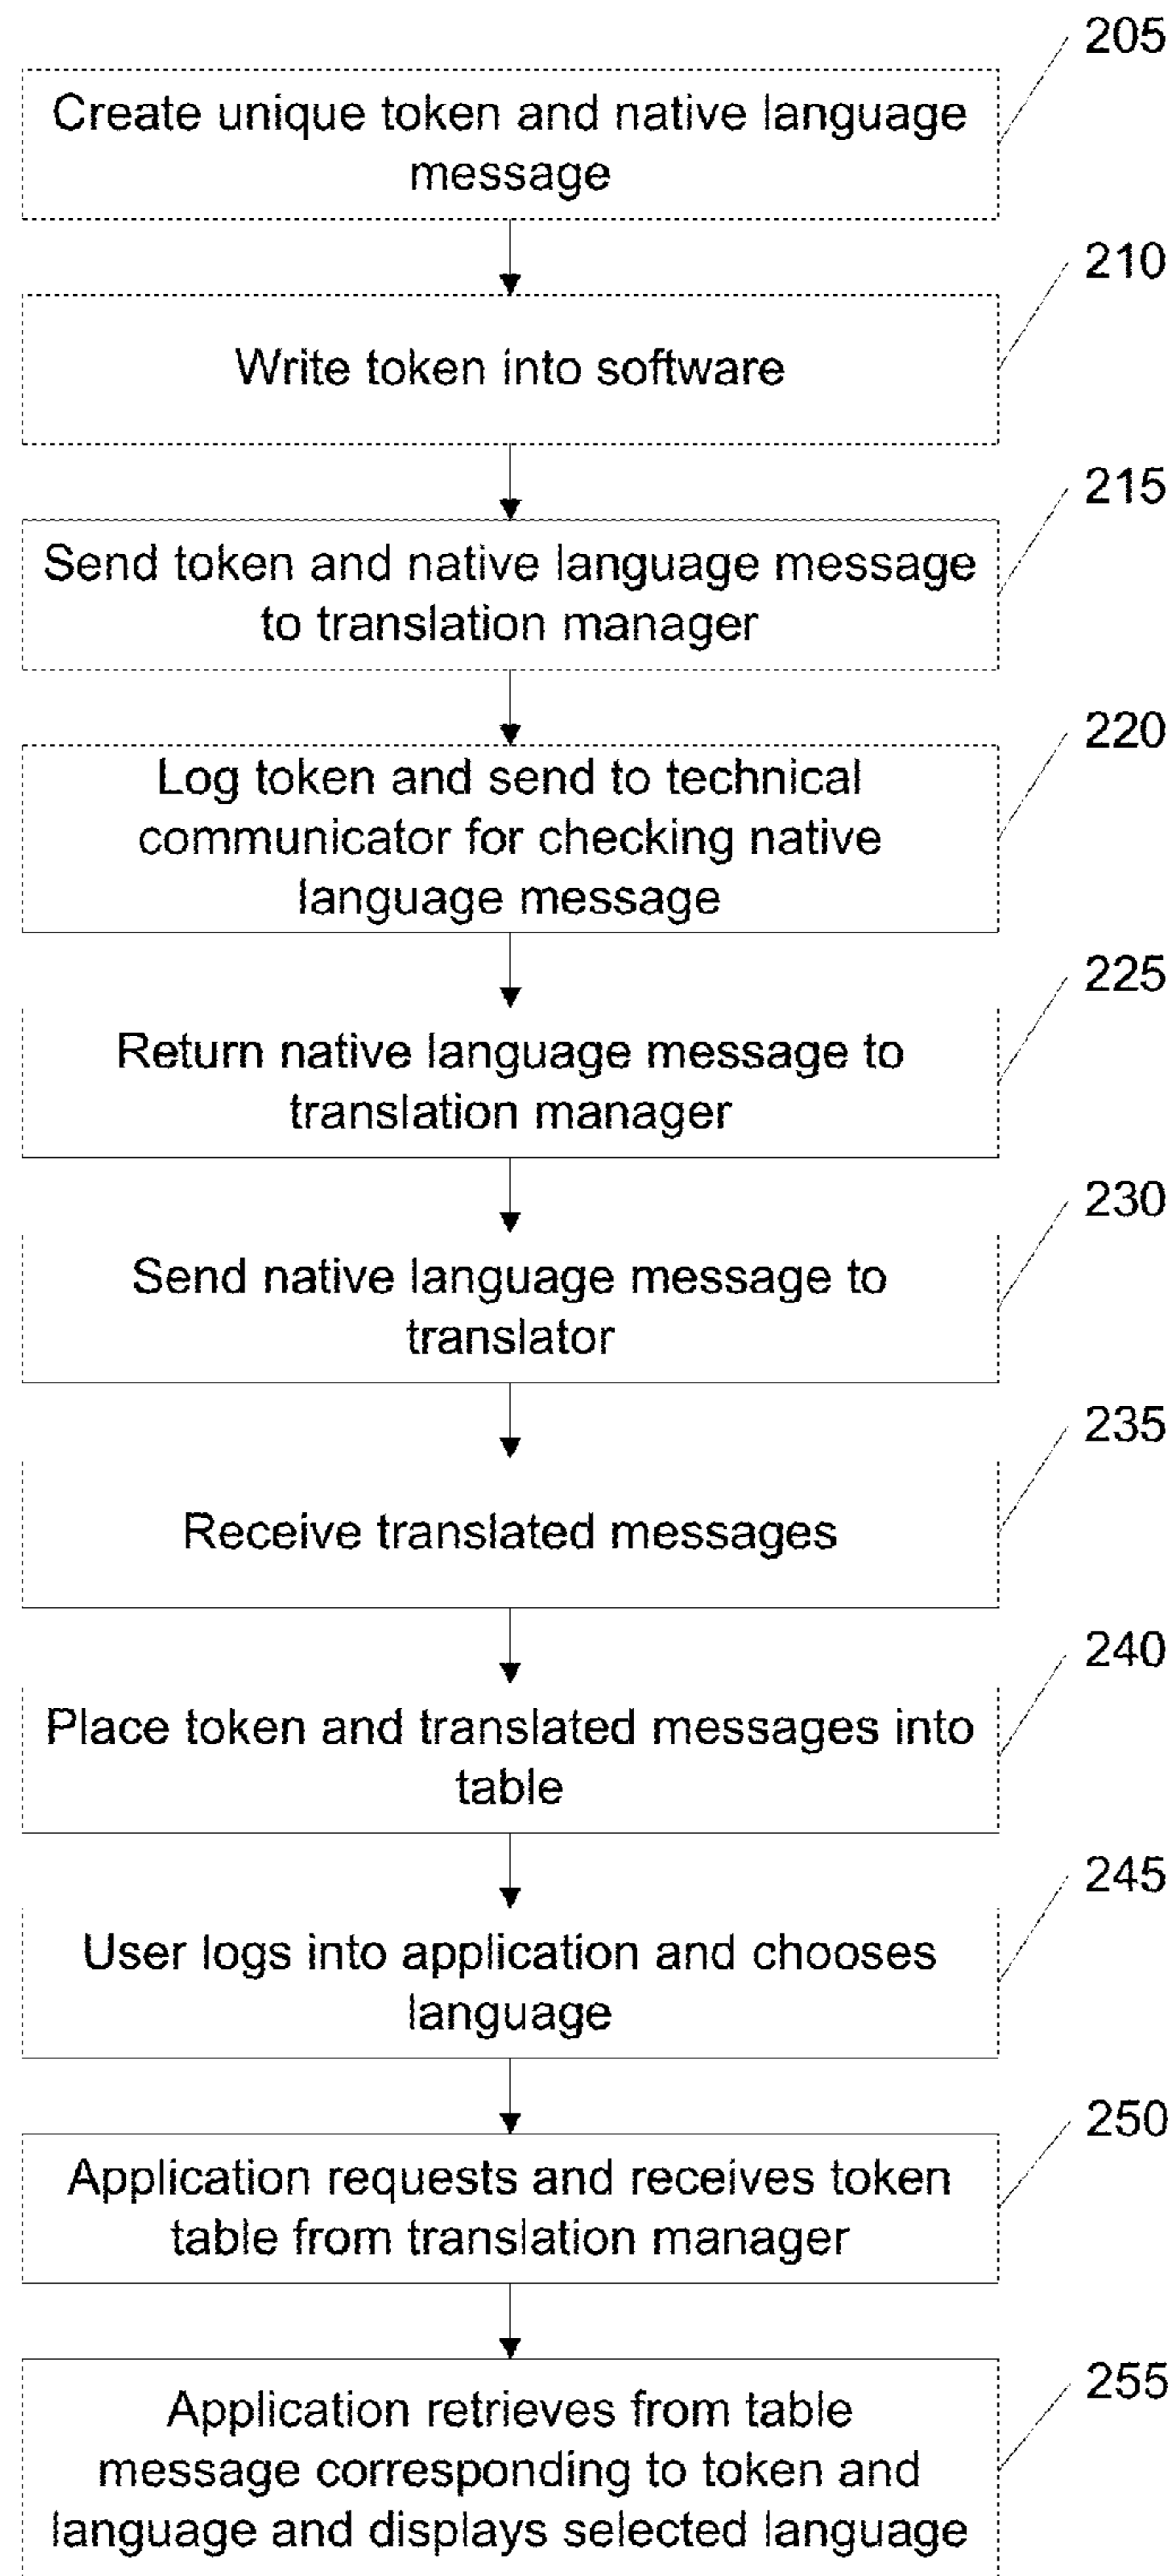 205
Create unique token and native language
message
210
Write token into software
215
Send token and native language message
to translation manager
220
Log token and send to technical
communicator for checking native
language message
225
Return native language message to
translation manager
230
Send native language message to
translator
235
Receive translated messages
240
Place token and translated messages into
table
245
User logs into application and chooses
language
250
Application requests and receives token
table from translation manager
255
Application retrieves from table
message corresponding to token and
language and displays selected language